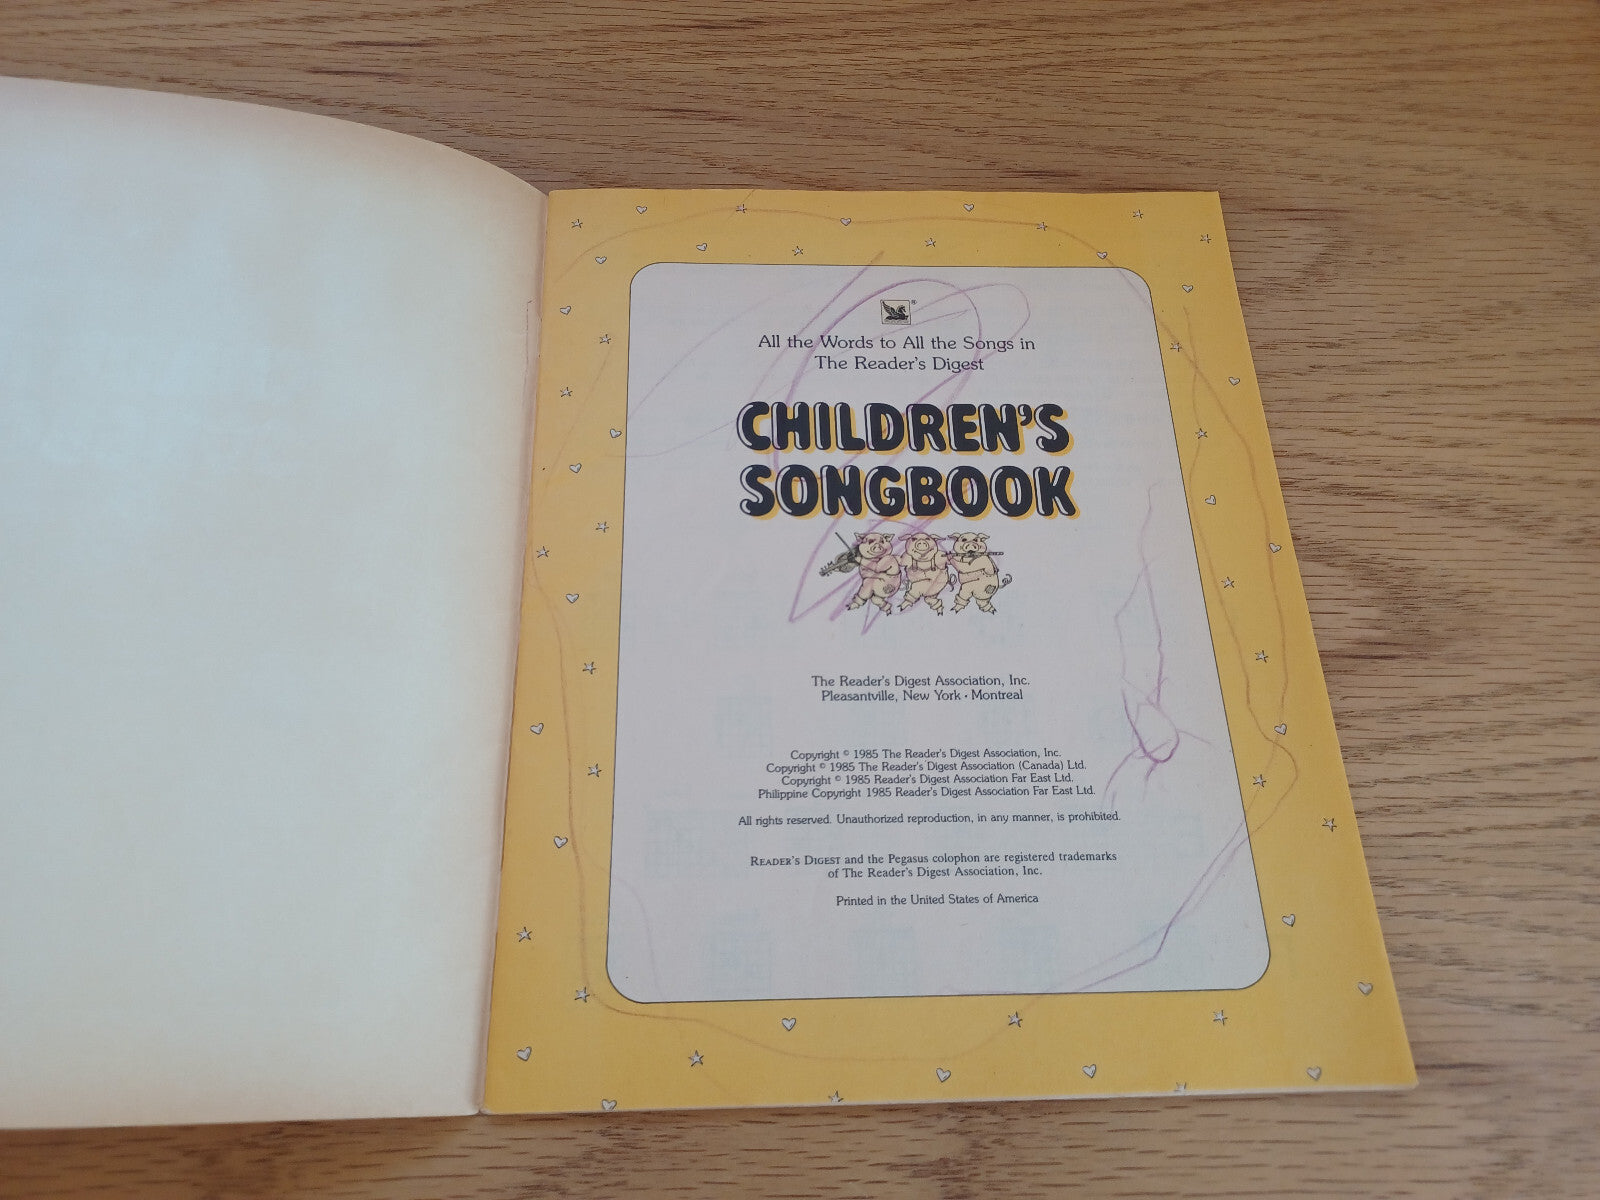 ®
All the Words to All the Songs in
The Reader's Digest
CHILDREN'S
SONGBOOK
The Reader's Digest Association, Inc.
Pleasantville, New York • Montreal
Copyright © 1985 The Reader's Digest Association, Inc.
Copyright © 1985 The Reader's Digest Association (Canada) Ltd.
Copyright © 1985 Reader's Digest Association Far East Ltd.
Philippine Copyright 1985 Reader's Digest Association Far East Ltd.
All rights reserved. Unauthorized reproduction, in any manner, is prohibited.
READER'S DIGEST and the Pegasus colophon are registered trademarks
of The Reader's Digest Association, Inc.
Printed in the United States of America